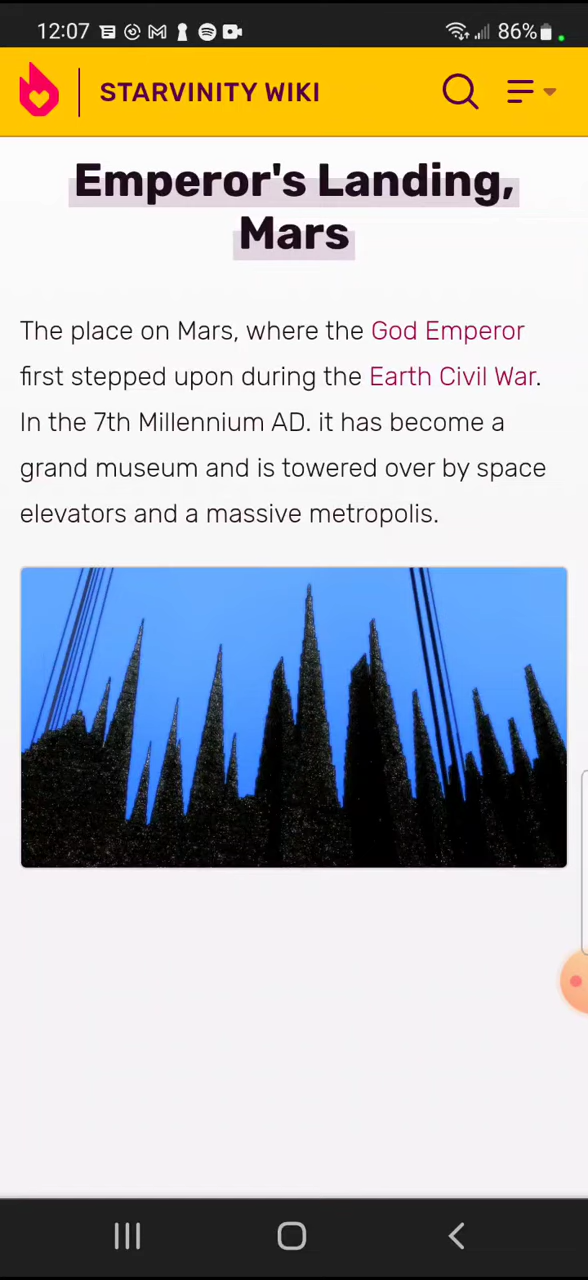 12:07 86%
STARVINITY WIKI
Emperor's Landing,
Mars
The place on Mars, where the God Emperor
first stepped upon during the Earth Civil War.
In the 7th Millennium AD. it has become a
grand museum and is towered over by space
elevators and a massive metropolis.